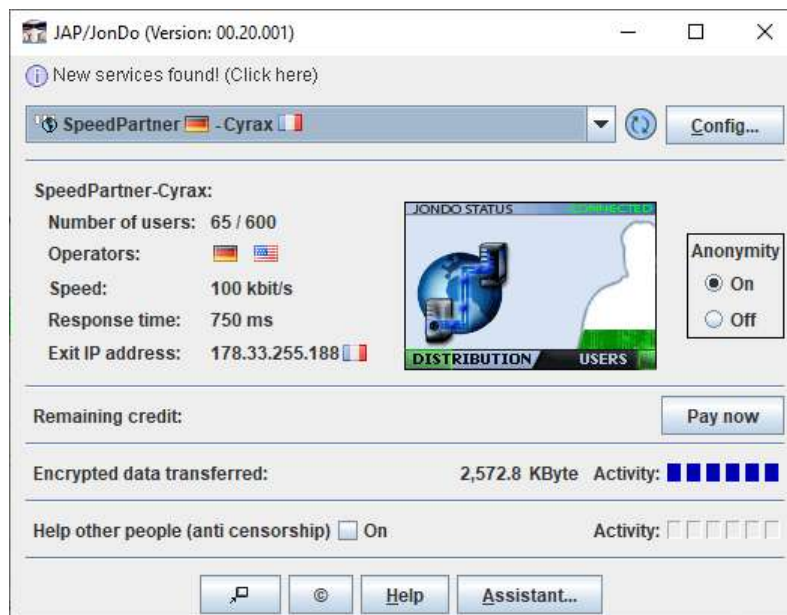 JAP/JonDo (Version: 00.20.001)
New services found! (Click here)
SpeedPartner - Cyrax
Config...
SpeedPartner-Cyrax:
Number of users: 65 / 600
Operators:
Speed: 100 kbit/s
Response time: 750 ms
Exit IP address: 178.33.255.188
JONDO STATUS CONNECTED
DISTRIBUTION USERS
Anonymity
On
Off
Remaining credit:
Pay now
Encrypted data transferred: 2,572.8 KByte Activity:
Help other people (anti censorship) On Activity:
© Help Assistant...